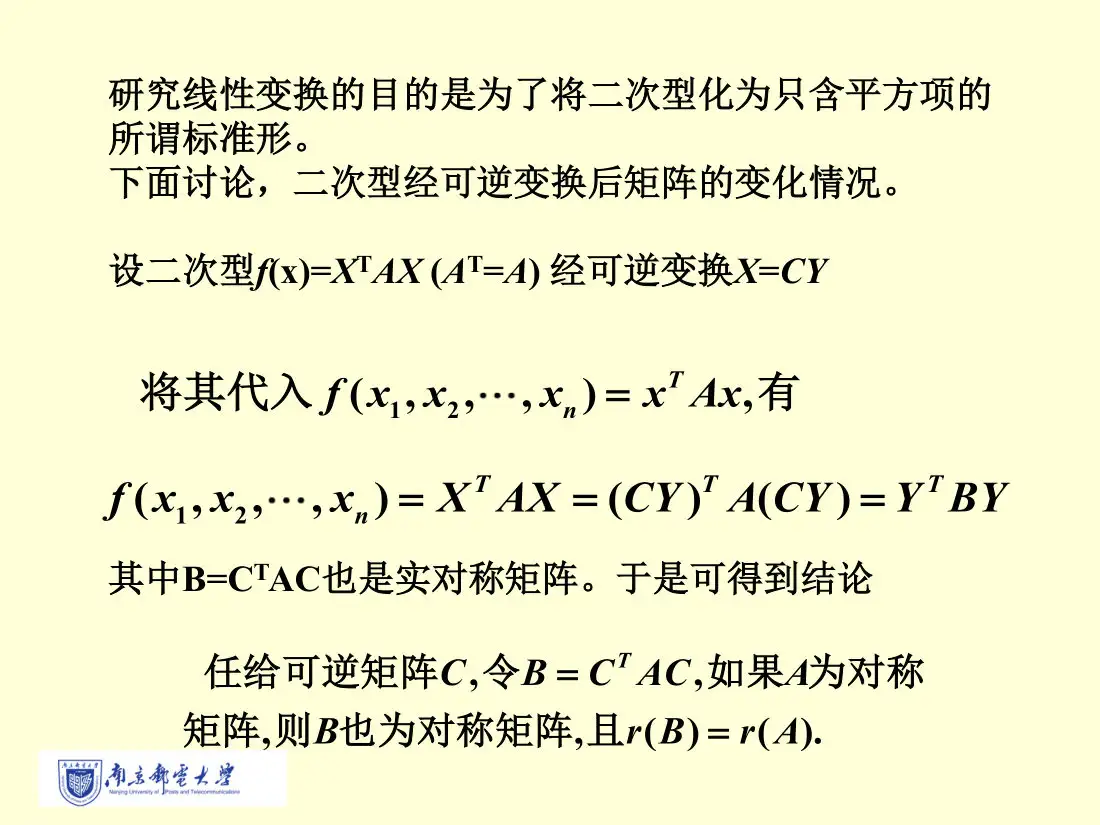 研究线性变换的目的是为了将二次型化为只含平方项的
所谓标准形。
下面讨论，二次型经可逆变换后矩阵的变化情况。
设二次型f(x)=XᵀAX (Aᵀ=A) 经可逆变换X=CY
将其代入 f (x₁ , x₂ ,⋯, xₙ ) = xᵀ Ax,有
f (x₁ , x₂ ,⋯, xₙ ) = Xᵀ AX = (CY)ᵀ A(CY) = Yᵀ BY
其中B=CᵀAC也是实对称矩阵。于是可得到结论
任给可逆矩阵C,令B = Cᵀ AC,如果A为对称
矩阵,则B也为对称矩阵,且r(B) = r(A).
南京邮电大学
Nanjing University of Posts and Telecommunications